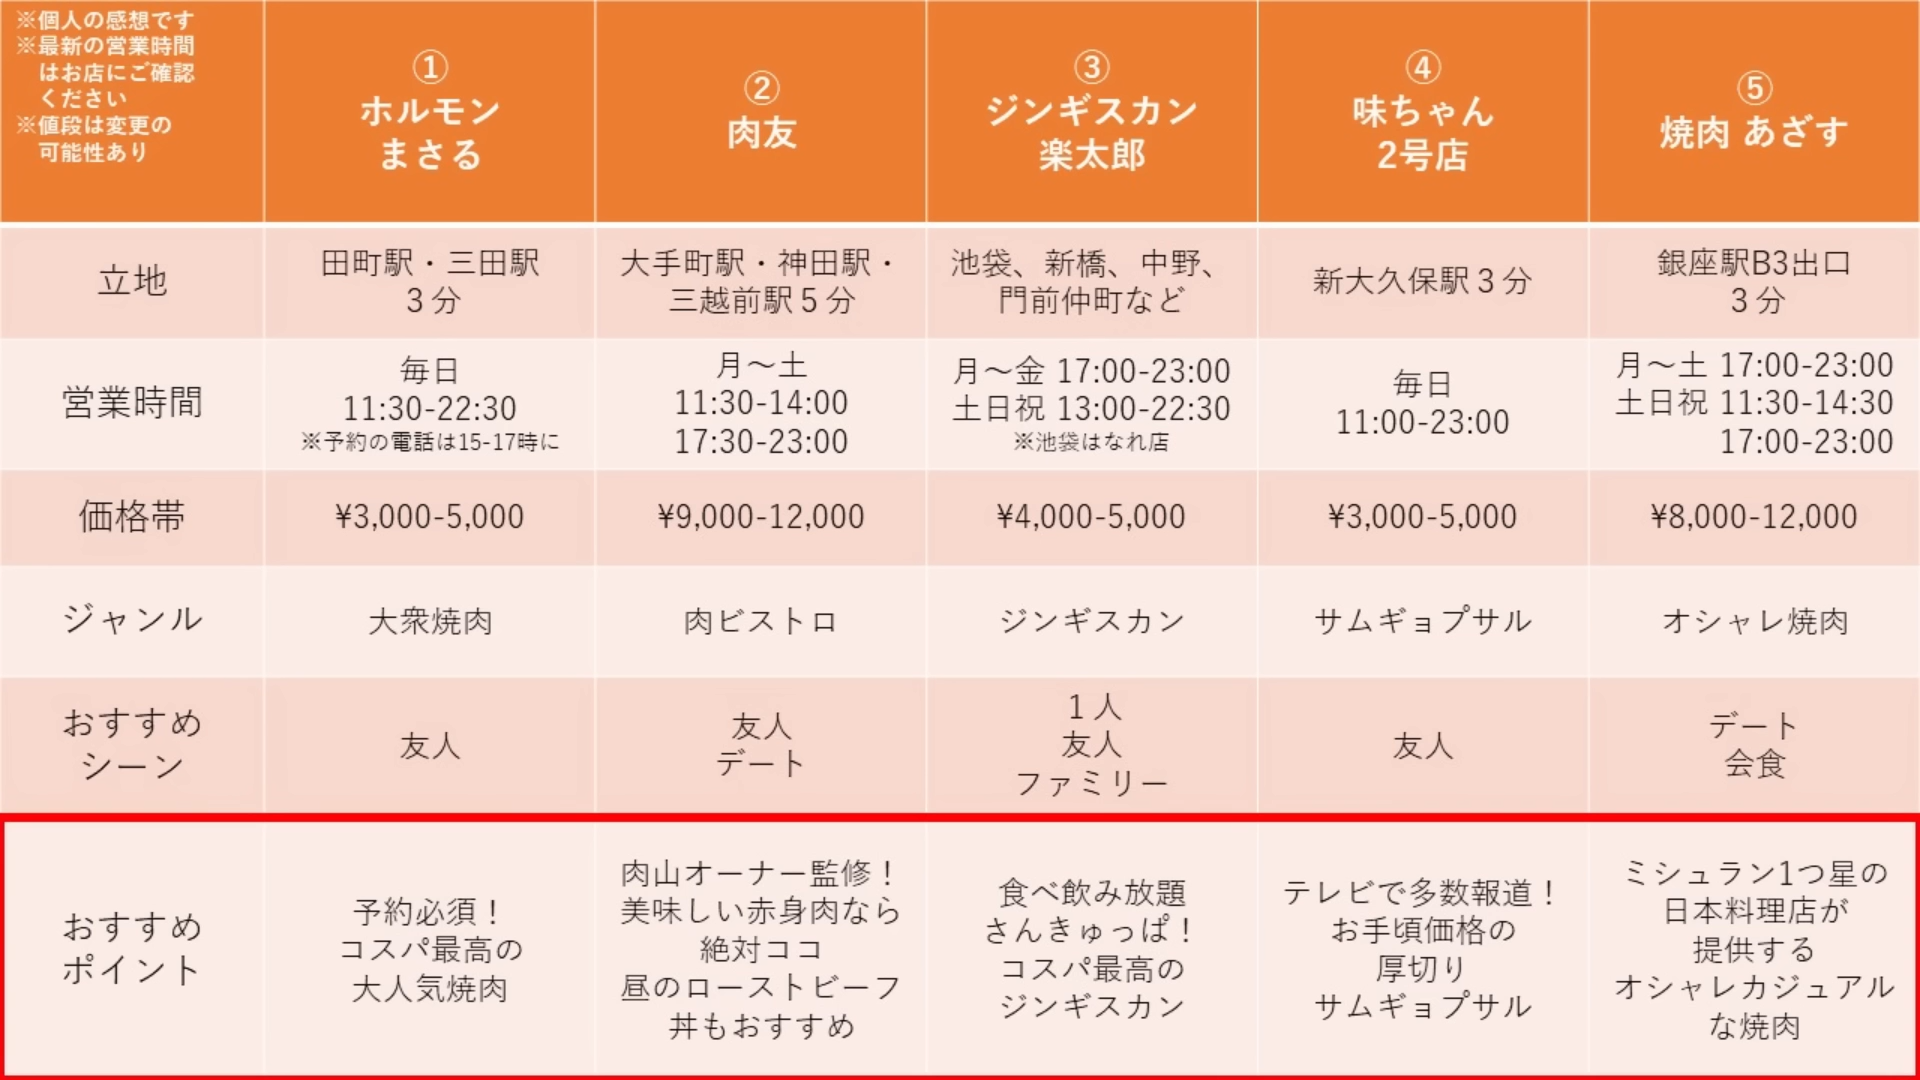 ※個人の感想です
※最新の営業時間
はお店にご確認
ください
※値段は変更の
可能性あり
①
ホルモン
まさる
②
肉友
③
ジンギスカン
楽太郎
④
味ちゃん
2号店
⑤
焼肉 あざす
立地
田町駅・三田駅
3分
大手町駅・神田駅・
三越前駅5分
池袋、新橋、中野、
門前仲町など
新大久保駅3分
銀座駅B3出口
3分
営業時間
毎日
11:30-22:30
※予約の電話は15-17時に
月～土
11:30-14:00
17:30-23:00
月～金 17:00-23:00
土日祝 13:00-22:30
※池袋はなれ店
毎日
11:00-23:00
月～土 17:00-23:00
土日祝 11:30-14:30
17:00-23:00
価格帯
¥3,000-5,000
¥9,000-12,000
¥4,000-5,000
¥3,000-5,000
¥8,000-12,000
ジャンル
大衆焼肉
肉ビストロ
ジンギスカン
サムギョプサル
オシャレ焼肉
おすすめ
シーン
友人
友人
デート
1人
友人
ファミリー
友人
デート
会食
おすすめ
ポイント
予約必須！
コスパ最高の
大人気焼肉
肉山オーナー監修！
美味しい赤身肉なら
絶対ココ
昼のローストビーフ
丼もおすすめ
食べ飲み放題
さんきゅっぱ！
コスパ最高の
ジンギスカン
テレビで多数報道！
お手頃価格の
厚切り
サムギョプサル
ミシュラン1つ星の
日本料理店が
提供する
オシャレカジュアル
な焼肉